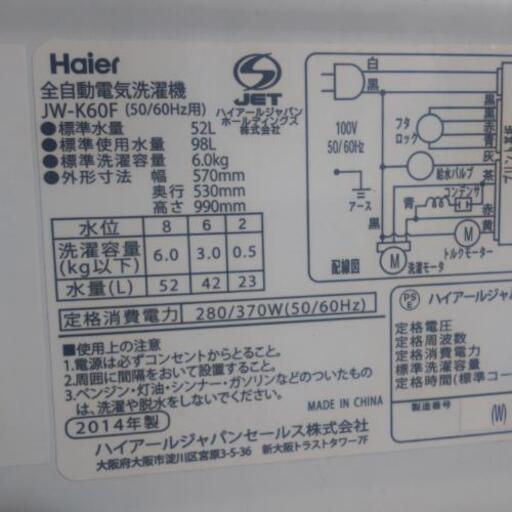 Haier
全自動電気洗濯機
JW-K60F (50/60Hz用)
JET
ハイアールジャパン
ホールディングス
株式会社
●標準水量 52L
●標準使用水量 98L
●標準洗濯容量 6.0kg
●外形寸法 幅 570mm
奥行 530mm
高さ 990mm
水位 8 6 2
洗濯容量(kg以下) 6.0 3.0 0.5
水量(L) 52 42 23
定格消費電力 280/370W(50/60Hz)
■使用上の注意
1.電源は必ずコンセントからとること。
2.周囲に間隔をおいて設置すること。
3.ベンジン・灯油・シンナー・ガソリンなどのついたもの
は、洗濯や脱水をしないでください。
2014年製
MADE IN CHINA
ハイアールジャパンセールス株式会社
大阪府大阪市淀川区宮原3-5-36 新大阪トラストタワー7F
白
黒
100V
50/60Hz
アース
黒
配線図
フタ
ロック
給水バルブ
コンデンサ
青
M
洗濯モータ
M
トルクモーター
黒
黒
赤
青
灰
茶
赤
黄
PS
E
ハイアールジャパ
定格電圧
定格周波数
定格消費電力
標準洗濯容量
定格時間(標準コー
製造番号
(W)